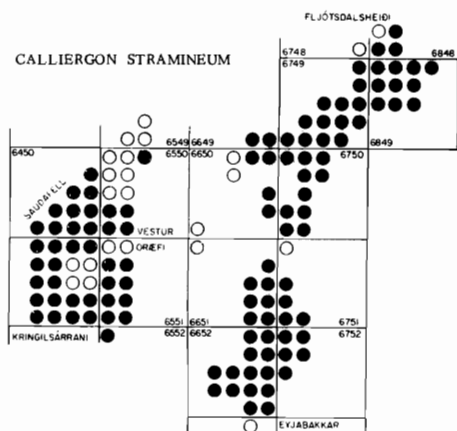 FLJÓTSDALSHEIÐI
CALLIERGON STRAMINEUM
6748
6749
6848
6849
6450
6549 6649
6550 6650
6750
SAUÐAFELL
VESTUR
ÖRÆFI
6551 6651
6552 6652
6751
6752
KRINGILSÁRRANI
EYJABAKKAR